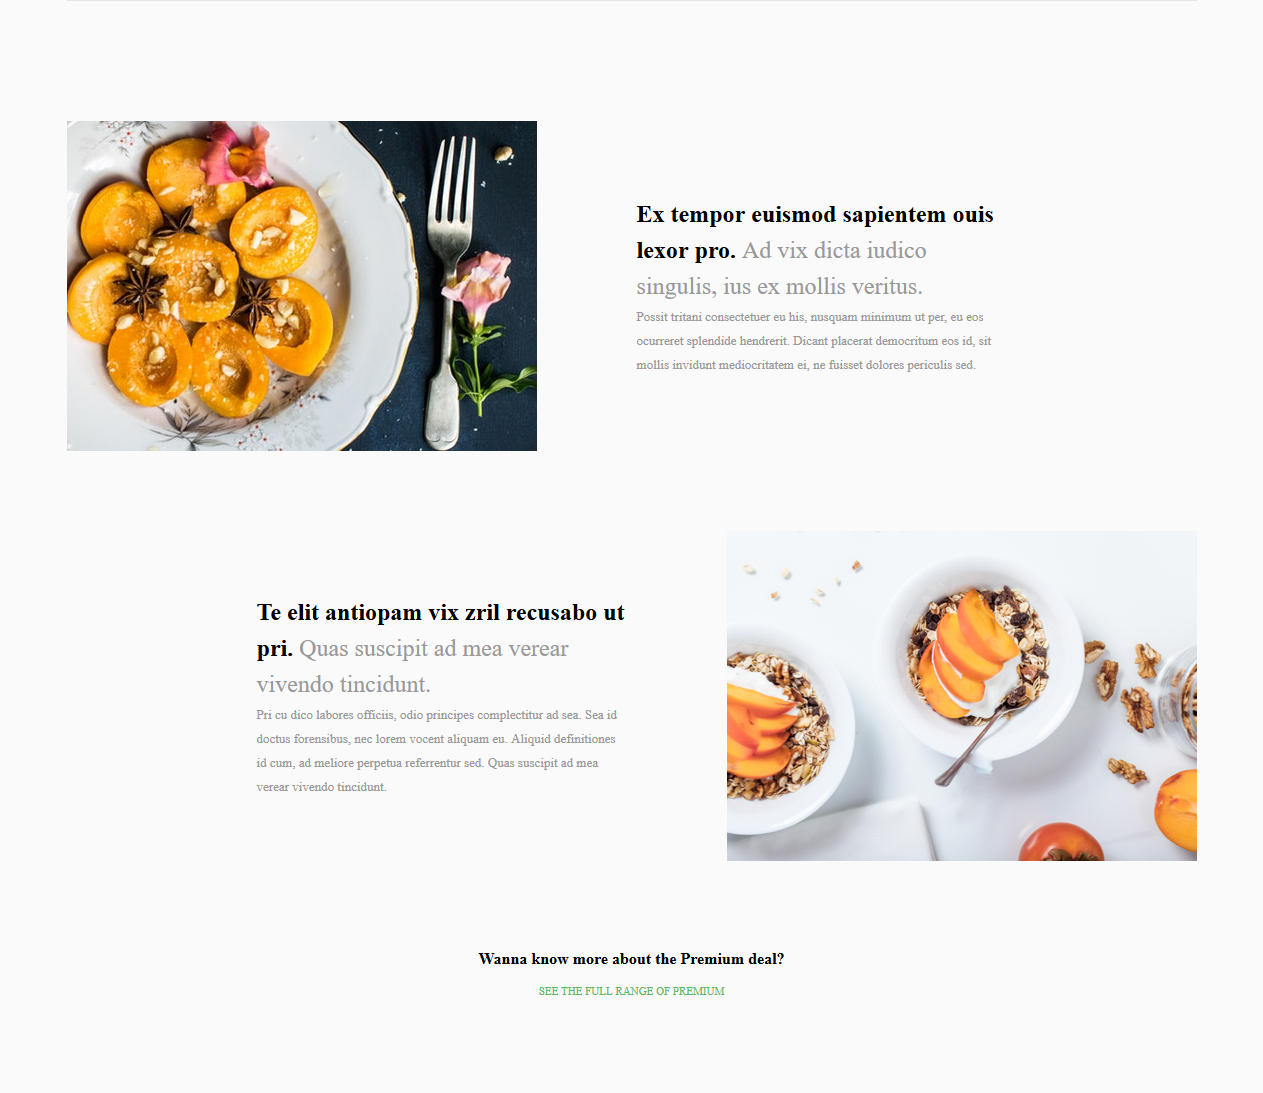 Ex tempor euismod sapientem ouis
lexor pro. Ad vix dicta iudico
singulis, ius ex mollis veritus.
Possit tritani consectetuer eu his, nusquam minimum ut per, eu eos
ocurreret splendide hendrerit. Dicant placerat democritum eos id, sit
mollis invidunt mediocritatem ei, ne fuisset dolores periculis sed.
Te elit antiopam vix zril recusabo ut
pri. Quas suscipit ad mea verear
vivendo tincidunt.
Pri cu dico labores officiis, odio principes complectitur ad sea. Sea id
doctus forensibus, nec lorem vocent aliquam eu. Aliquid definitiones
id cum, ad meliore perpetua referrentur sed. Quas suscipit ad mea
verear vivendo tincidunt.
Wanna know more about the Premium deal?
SEE THE FULL RANGE OF PREMIUM